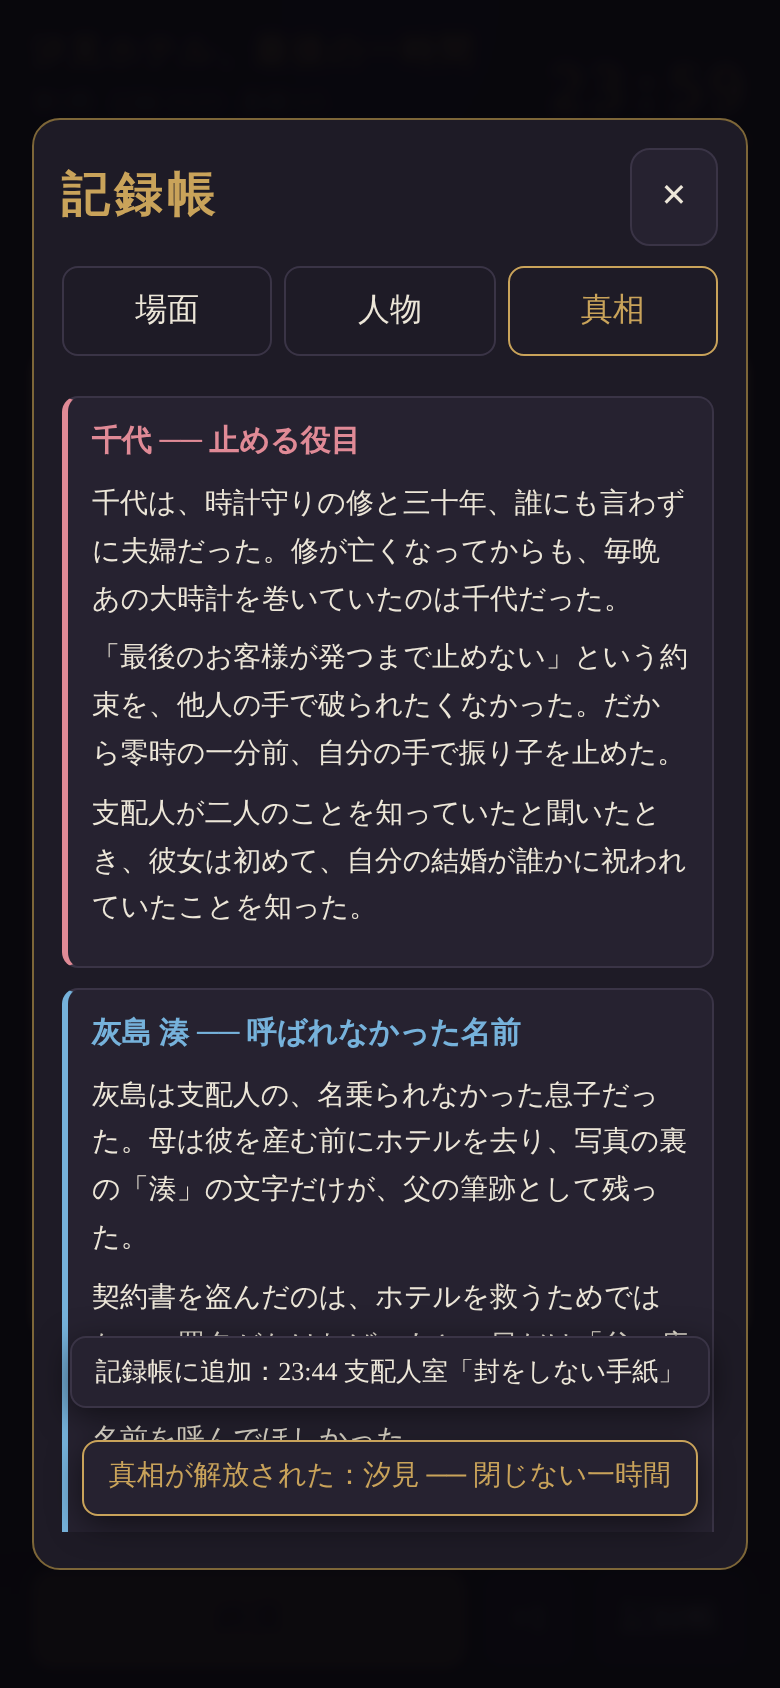 記録帳
✕
場面
人物
真相
千代 ── 止める役目
千代は、時計守りの修と三十年、誰にも言わず
に夫婦だった。修が亡くなってからも、毎晩
あの大時計を巻いていたのは千代だった。
「最後のお客様が発つまで止めない」という約
束を、他人の手で破られたくなかった。だか
ら零時の一分前、自分の手で振り子を止めた。
支配人が二人のことを知っていたと聞いたと
き、彼女は初めて、自分の結婚が誰かに祝われ
ていたことを知った。
灰島 湊 ── 呼ばれなかった名前
灰島は支配人の、名乗られなかった息子だっ
た。母は彼を産む前にホテルを去り、写真の裏
の「湊」の文字だけが、父の筆跡として残っ
た。
契約書を盗んだのは、ホテルを救うためでは
記録帳に追加：23:44 支配人室「封をしない手紙」
名前を呼んでほしかった
真相が解放された：汐見 ── 閉じない一時間